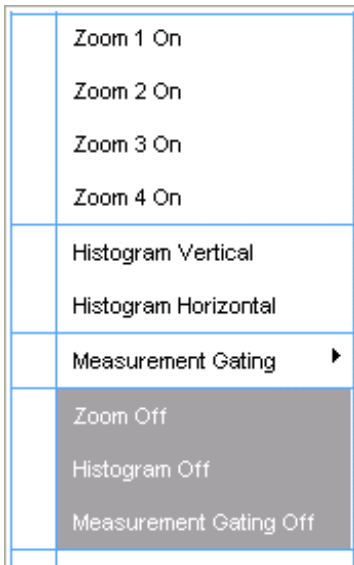 Zoom 1 On
Zoom 2 On
Zoom 3 On
Zoom 4 On
Histogram Vertical
Histogram Horizontal
Measurement Gating
Zoom Off
Histogram Off
Measurement Gating Off